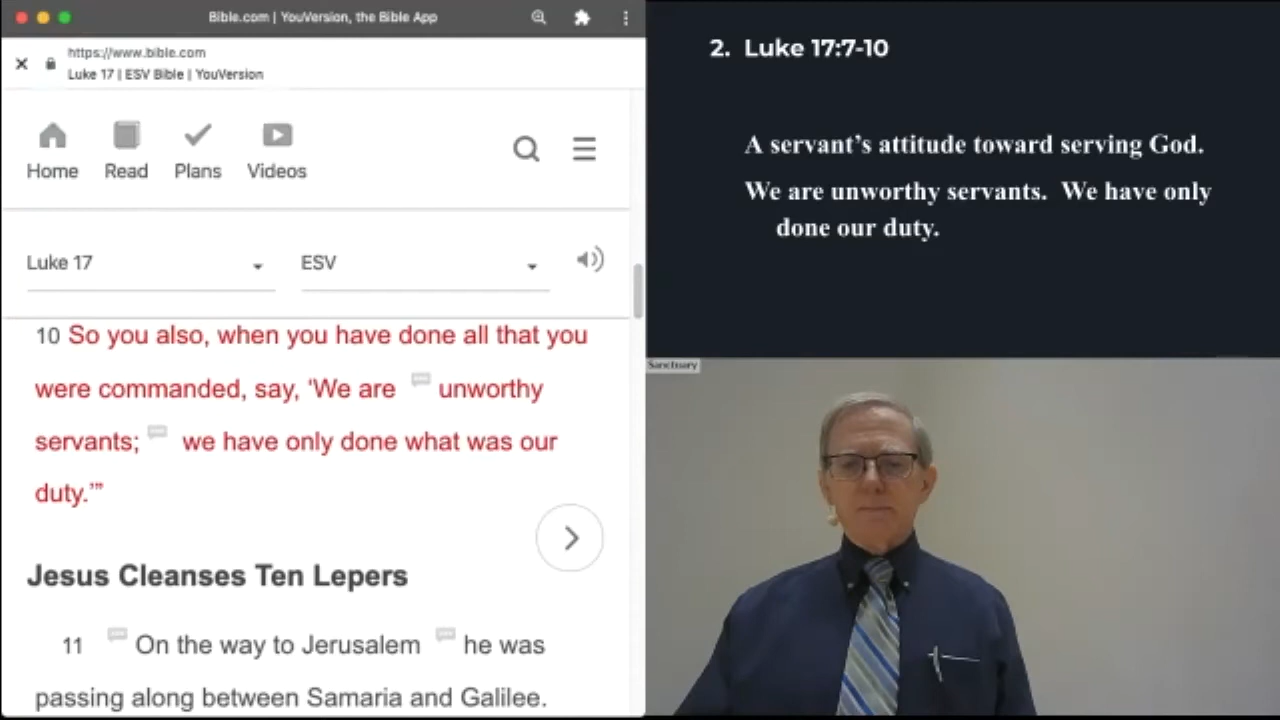 Bible.com | YouVersion, the Bible App
https://www.bible.com
Luke 17 | ESV Bible | YouVersion
Home Read Plans Videos
Luke 17 ESV
10 So you also, when you have done all that you
were commanded, say, 'We are unworthy
servants; we have only done what was our
duty.'”
Jesus Cleanses Ten Lepers
11 On the way to Jerusalem he was
passing along between Samaria and Galilee.
2. Luke 17:7-10
A servant’s attitude toward serving God.
We are unworthy servants. We have only
done our duty.
Sanctuary